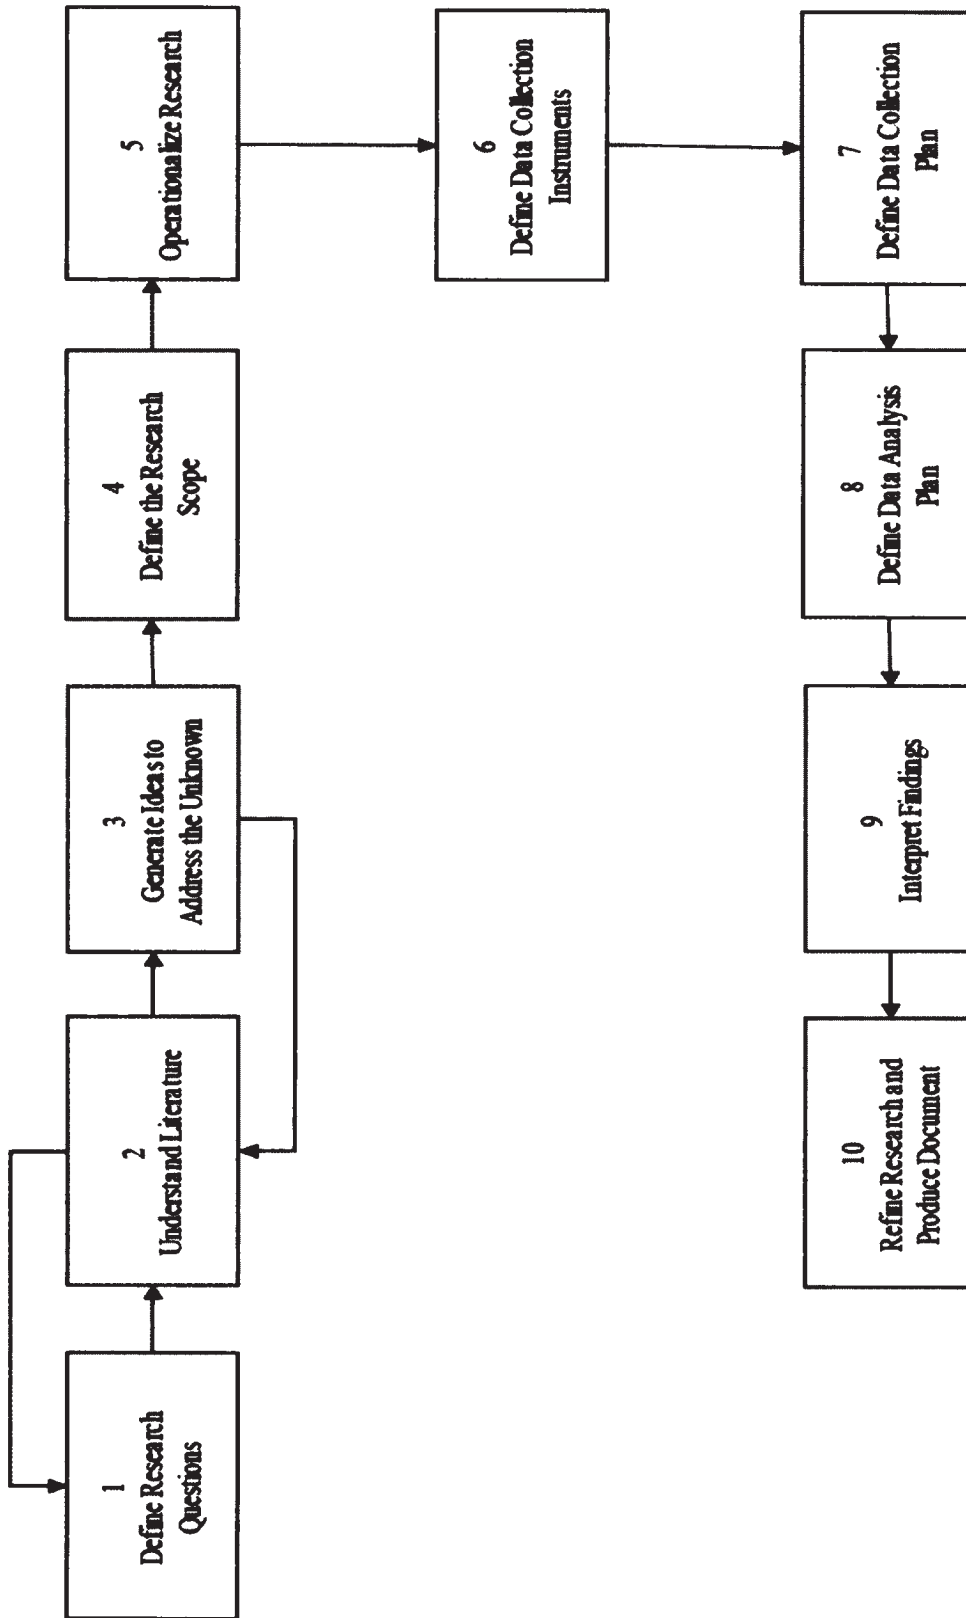 1
Define Research
Questions
2
Understand Literature
3
Generate Ideas to
Address the Unknown
4
Define the Research
Scope
5
Operationalize Research
6
Define Data Collection
Instruments
7
Define Data Collection
Plan
8
Define Data Analysis
Plan
9
Interpret Findings
10
Refine Research and
Produce Document